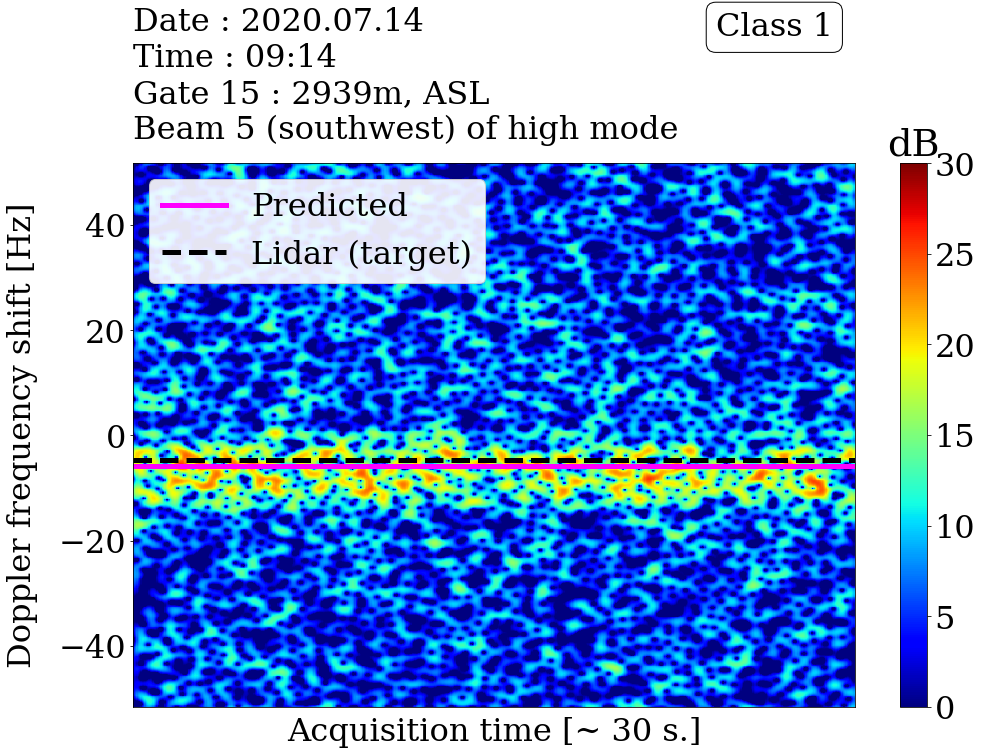 Date : 2020.07.14
Time : 09:14
Gate 15 : 2939m, ASL
Beam 5 (southwest) of high mode
Class 1
dB
Predicted
Lidar (target)
Doppler frequency shift [Hz]
40
20
0
−20
−40
30
25
20
15
10
5
0
Acquisition time [~ 30 s.]